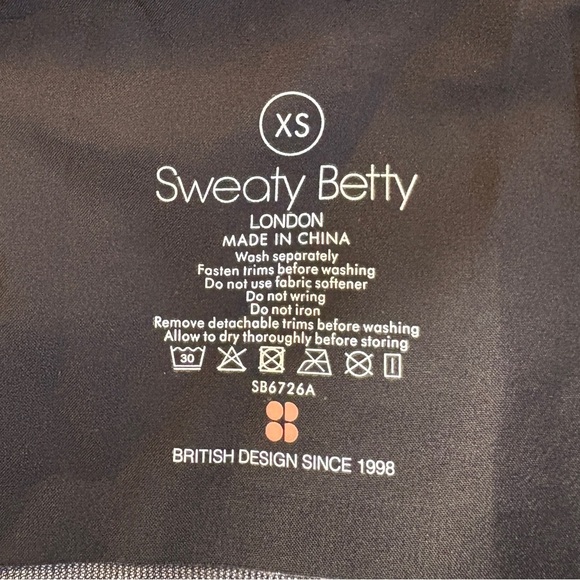 XS
Sweaty Betty
LONDON
MADE IN CHINA
Wash separately
Fasten trims before washing
Do not use fabric softener
Do not wring
Do not iron
Remove detachable trims before washing
Allow to dry thoroughly before storing
30
SB6726A
BRITISH DESIGN SINCE 1998